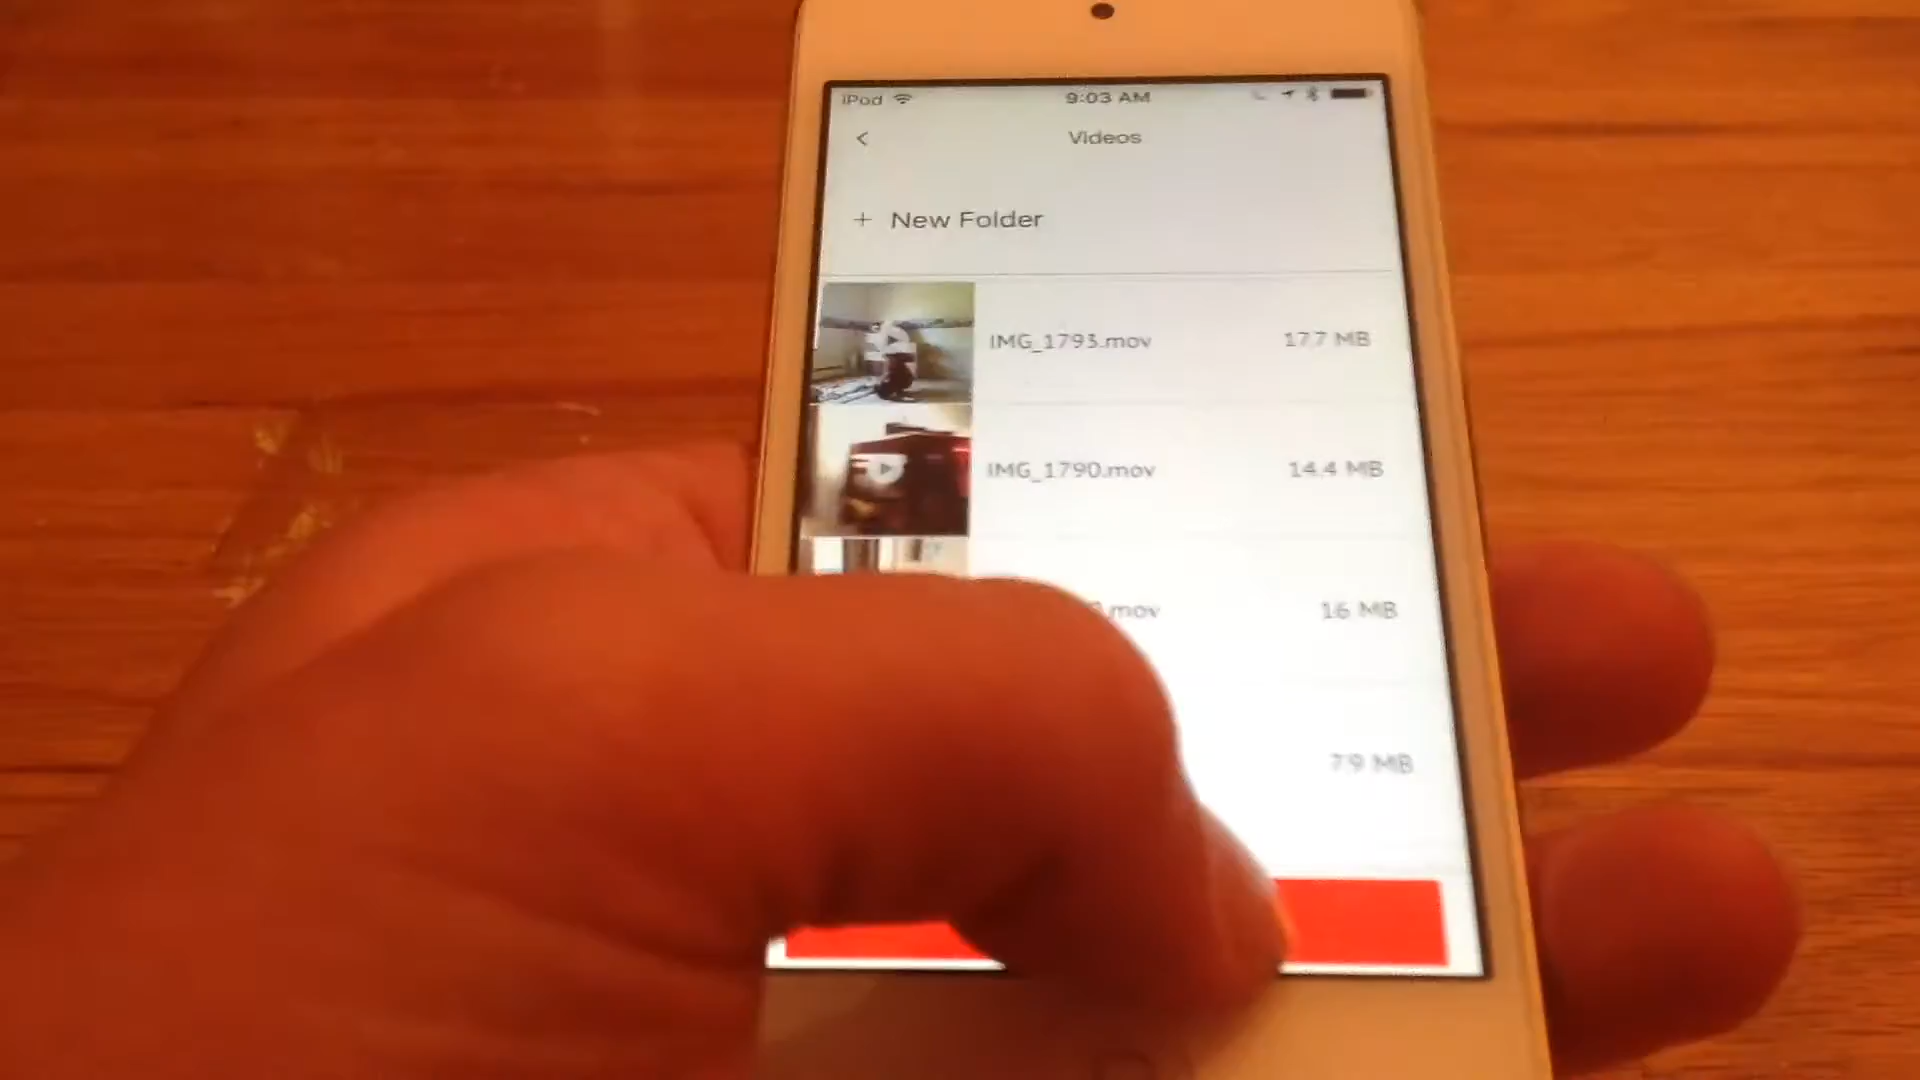 iPod 9:03 AM
Videos
+ New Folder
IMG_1793.mov 17.7 MB
IMG_1790.mov 14.4 MB
.mov 16 MB
7.9 MB